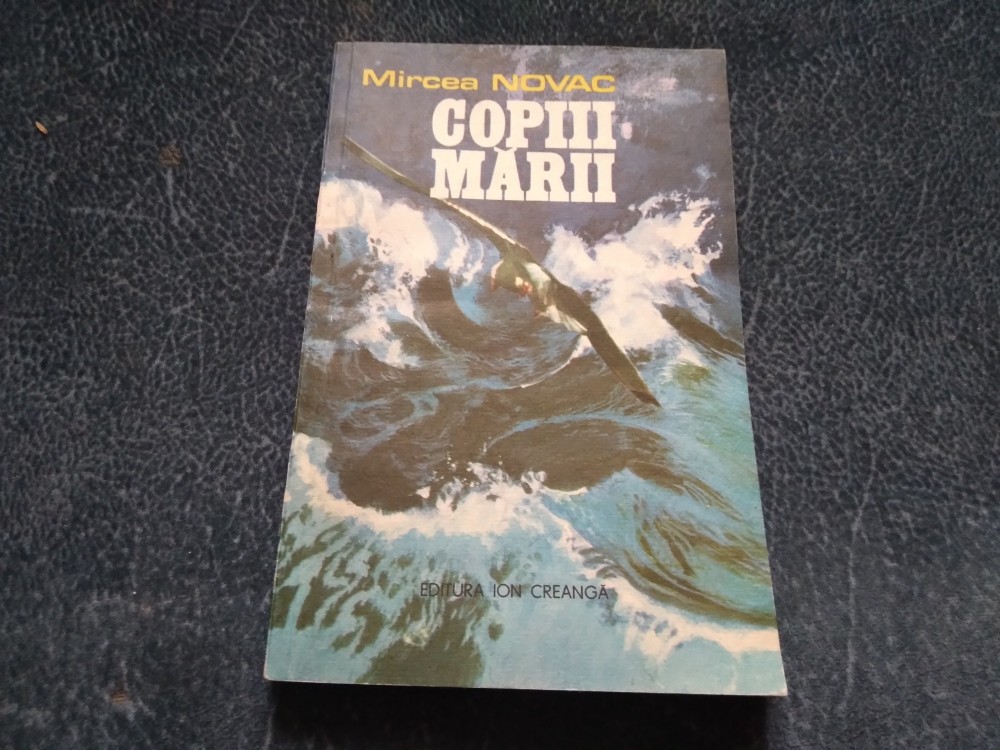 Mircea NOVAC
COPIII
MĂRII
EDITURA ION CREANGĂ